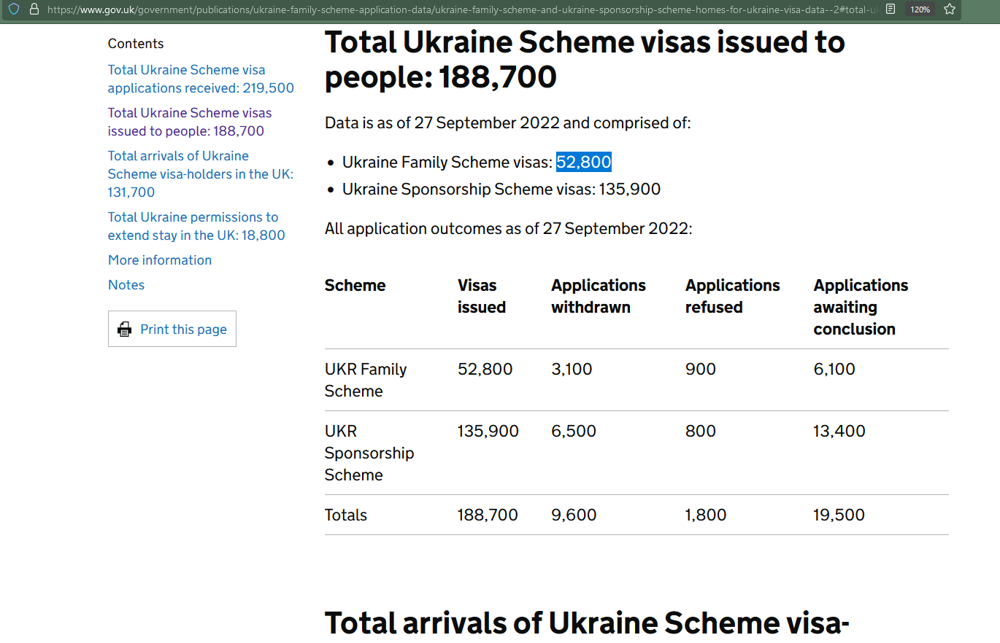 https://www.gov.uk/government/publications/ukraine-family-scheme-application-data/ukraine-family-scheme-and-ukraine-sponsorship-scheme-homes-for-ukraine-visa-data--2#total-u
120%
Contents
Total Ukraine Scheme visa
applications received: 219,500
Total Ukraine Scheme visas
issued to people: 188,700
Total arrivals of Ukraine
Scheme visa-holders in the UK:
131,700
Total Ukraine permissions to
extend stay in the UK: 18,800
More information
Notes
Print this page
Total Ukraine Scheme visas issued to
people: 188,700
Data is as of 27 September 2022 and comprised of:
• Ukraine Family Scheme visas: 52,800
• Ukraine Sponsorship Scheme visas: 135,900
All application outcomes as of 27 September 2022:
Scheme Visas issued Applications withdrawn Applications refused Applications awaiting conclusion
UKR Family Scheme 52,800 3,100 900 6,100
UKR Sponsorship Scheme 135,900 6,500 800 13,400
Totals 188,700 9,600 1,800 19,500
Total arrivals of Ukraine Scheme visa-